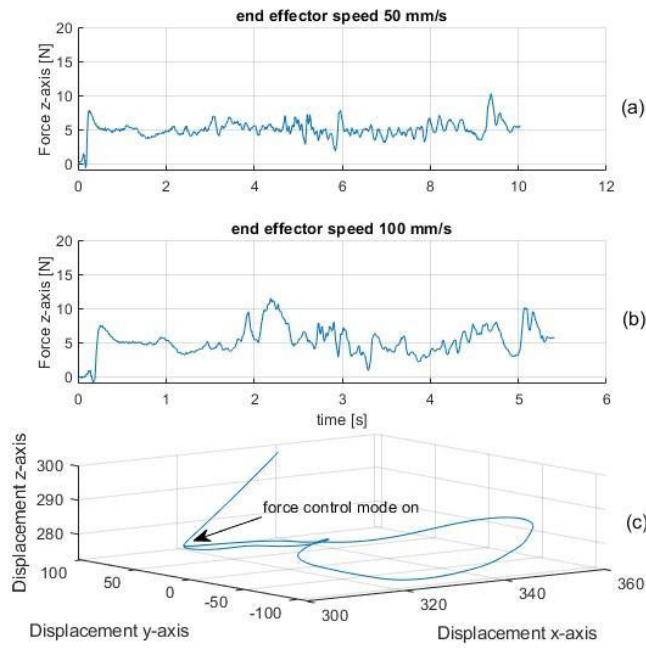 end effector speed 50 mm/s
20
15
10
5
0
Force z-axis [N]
0 2 4 6 8 10 12
(a)
end effector speed 100 mm/s
20
15
10
5
0
Force z-axis [N]
0 1 2 3 4 5 6
time [s]
(b)
300
290
280
Displacement z-axis
force control mode on
(c)
100 50 0 -50 -100
300 320 340 360
Displacement y-axis
Displacement x-axis